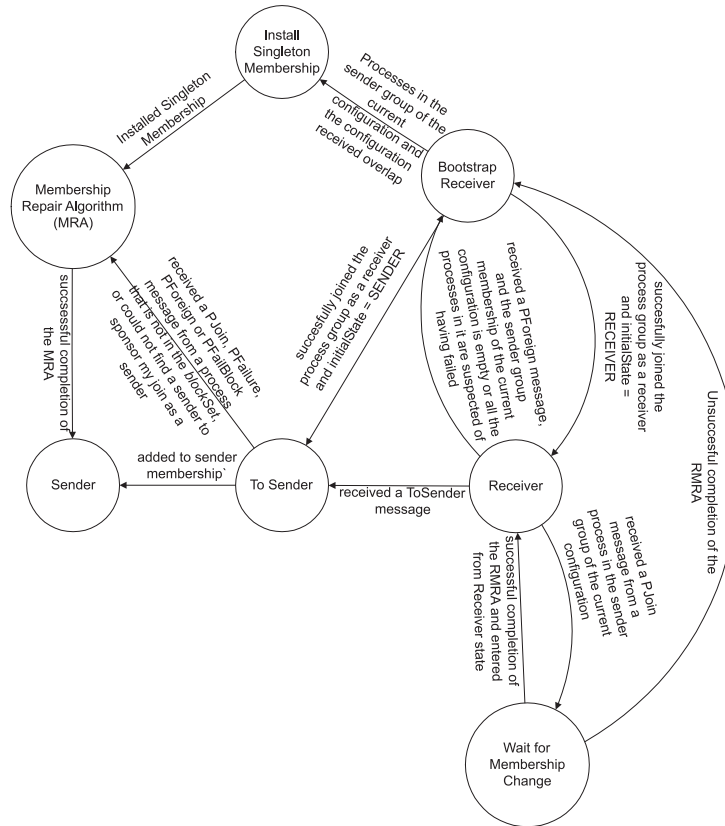 Install
Singleton
Membership
Processes in the
sender group of the
current
configuration and
the configuration
received overlap
Installed Singleton
Membership
Bootstrap
Receiver
Membership
Repair Algorithm
(MRA)
successful completion of
the MRA
received a PJoin, PFailure,
PForeign or PFailBlock
message from a process
that is not in the blockSet,
or could not find a sender to
sponsor my join as a
sender
succesfully joined the
process group as a receiver
and initialState = SENDER
received a PForeign message,
and the sender group
membership of the current
configuration is empty or all the
processes in it are suspected of
having failed
succesfully joined the
process group as a receiver
and initialState =
RECEIVER
Unsuccesful completion of the
RMRA
Sender
added to sender
membership`
To Sender
received a ToSender
message
Receiver
successful completion of
the RMRA and entered
from Receiver state
received a PJoin
message from a
process in the sender
group of the current
configuration
Wait for
Membership
Change